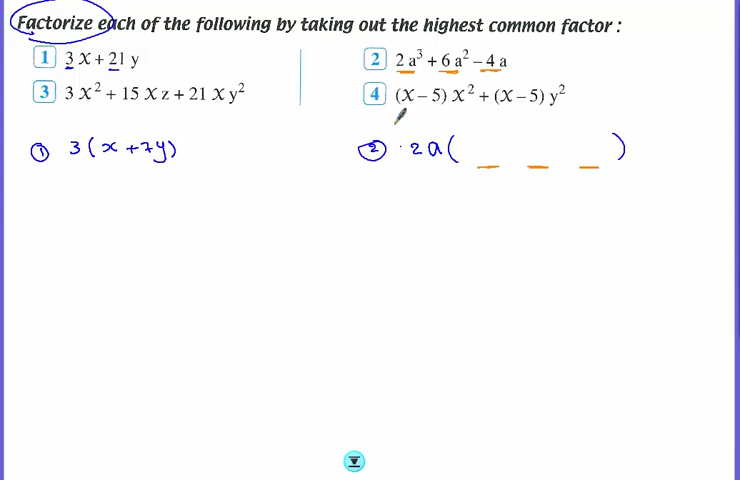 Factorize each of the following by taking out the highest common factor :
1 3 x + 21 y
2 2 a³ + 6 a² – 4 a
3 3 x² + 15 x z + 21 x y²
4 (x – 5) x² + (x – 5) y²
① 3 ( x + 7y )
② · 2a ( _ _ _ )